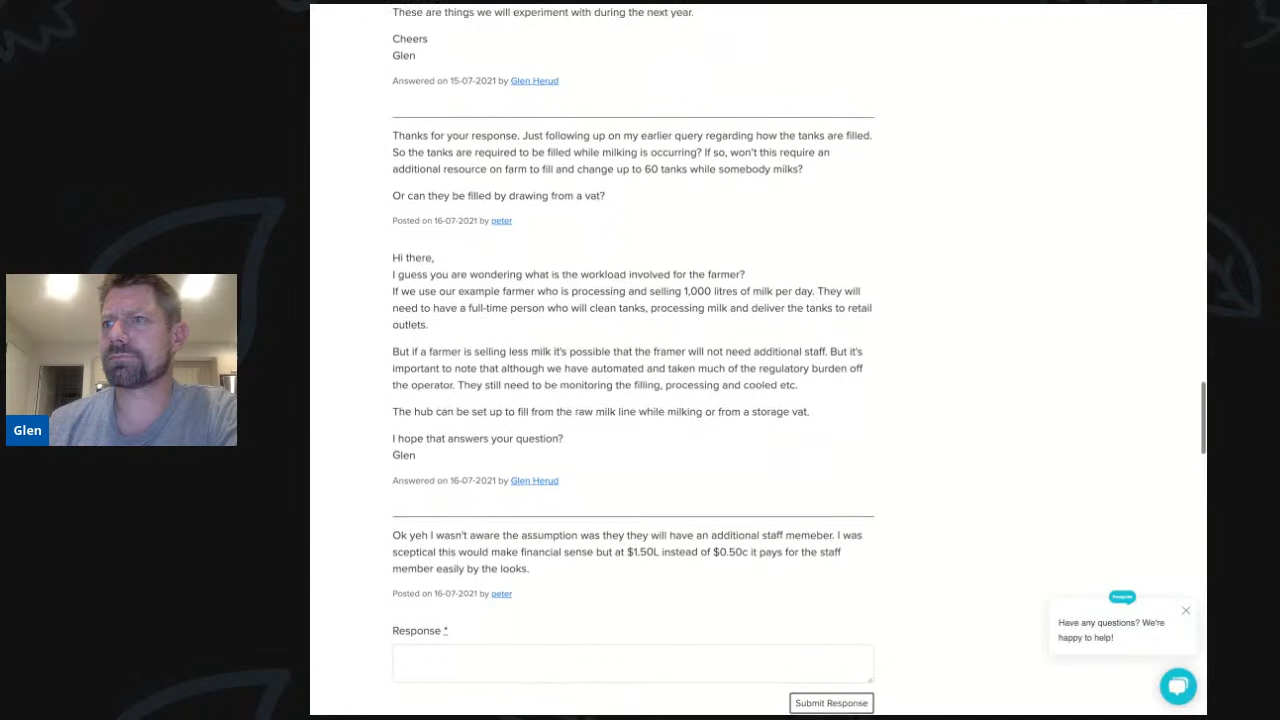 These are things we will experiment with during the next year.
Cheers
Glen
Answered on 15-07-2021 by Glen Herud
Thanks for your response. Just following up on my earlier query regarding how the tanks are filled.
So the tanks are required to be filled while milking is occurring? If so, won't this require an
additional resource on farm to fill and change up to 60 tanks while somebody milks?
Or can they be filled by drawing from a vat?
Posted on 16-07-2021 by peter
Hi there,
I guess you are wondering what is the workload involved for the farmer?
If we use our example farmer who is processing and selling 1,000 litres of milk per day. They will
need to have a full-time person who will clean tanks, processing milk and deliver the tanks to retail
outlets.
But if a farmer is selling less milk it's possible that the framer will not need additional staff. But it's
important to note that although we have automated and taken much of the regulatory burden off
the operator. They still need to be monitoring the filling, processing and cooled etc.
The hub can be set up to fill from the raw milk line while milking or from a storage vat.
I hope that answers your question?
Glen
Answered on 16-07-2021 by Glen Herud
Ok yeh I wasn't aware the assumption was they they will have an additional staff memeber. I was
sceptical this would make financial sense but at $1.50L instead of $0.50c it pays for the staff
member easily by the looks.
Posted on 16-07-2021 by peter
Response *
Submit Response
Have any questions? We're
happy to help!
Glen